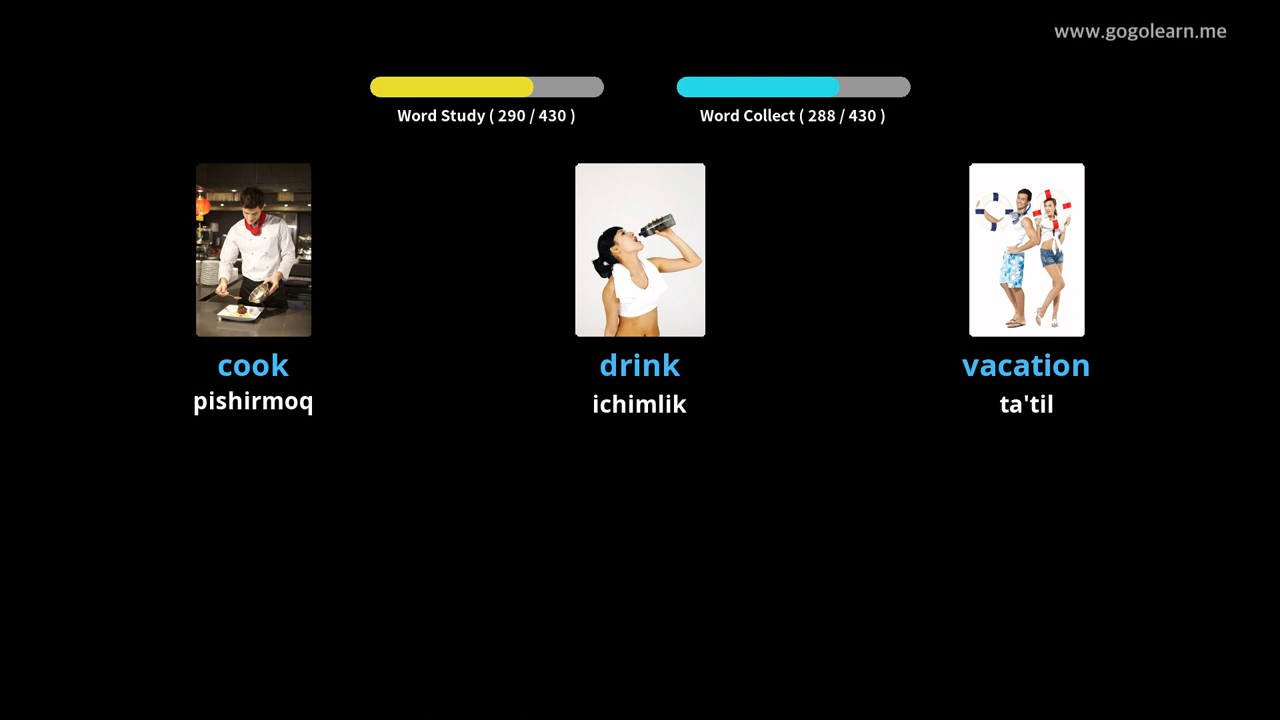 www.gogolearn.me
Word Study ( 290 / 430 )
Word Collect ( 288 / 430 )
cook
pishirmoq
drink
ichimlik
vacation
ta'til